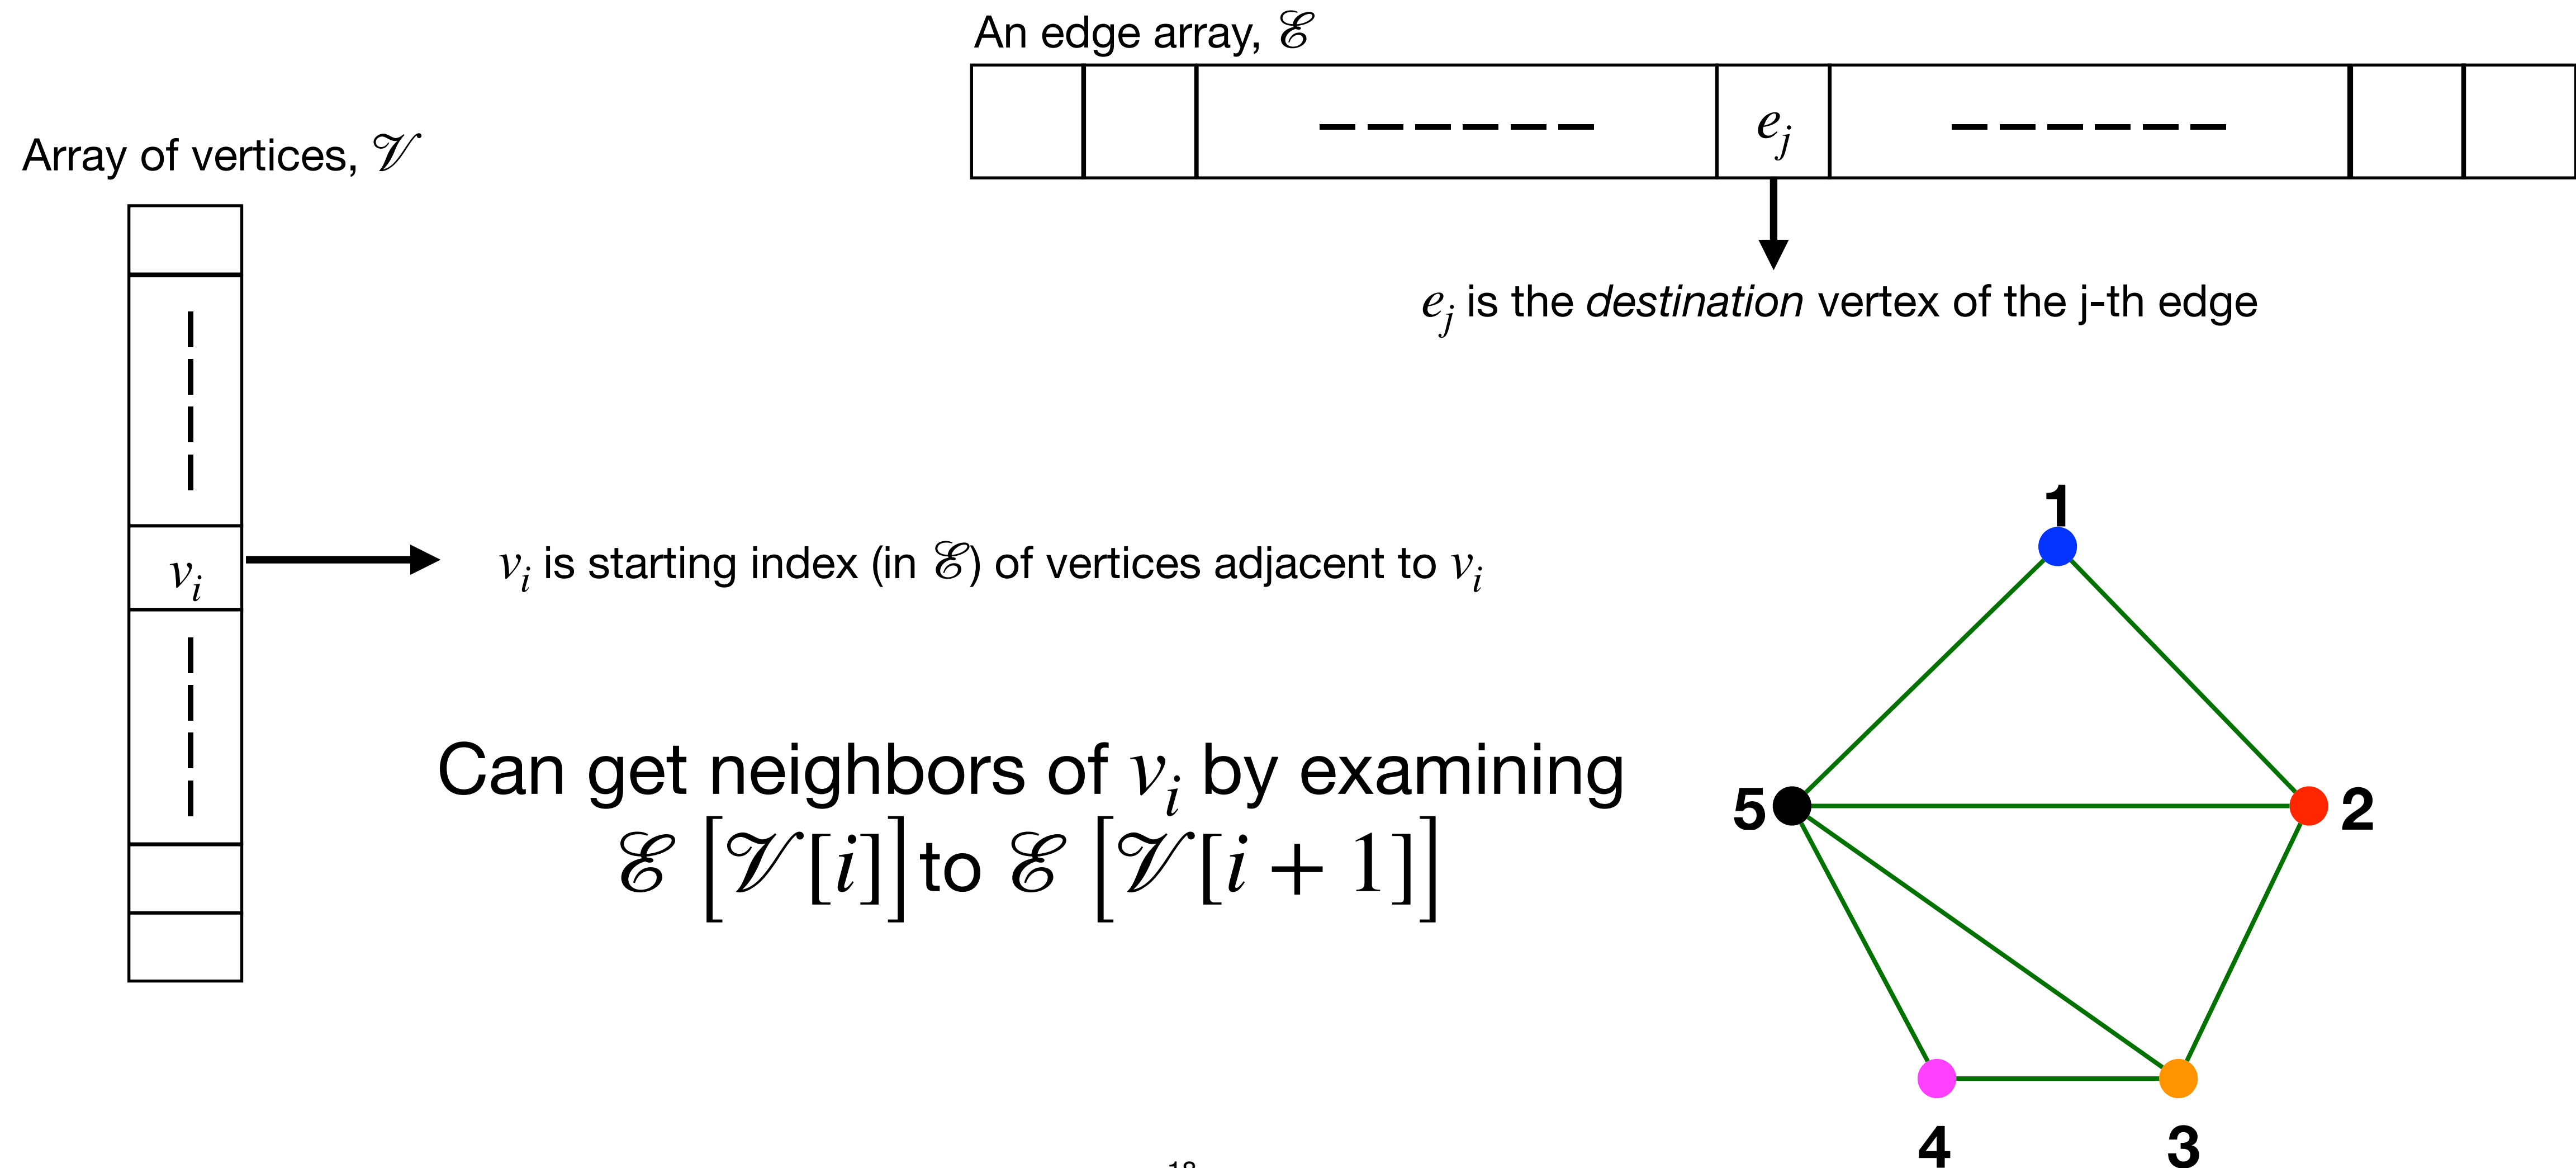 An edge array, ℰ
Array of vertices, 𝒱
e_j
e_j is the destination vertex of the j-th edge
v_i
v_i is starting index (in ℰ) of vertices adjacent to v_i
Can get neighbors of v_i by examining
ℰ [𝒱[i]] to ℰ [𝒱[i + 1]]
1
5
2
4
3